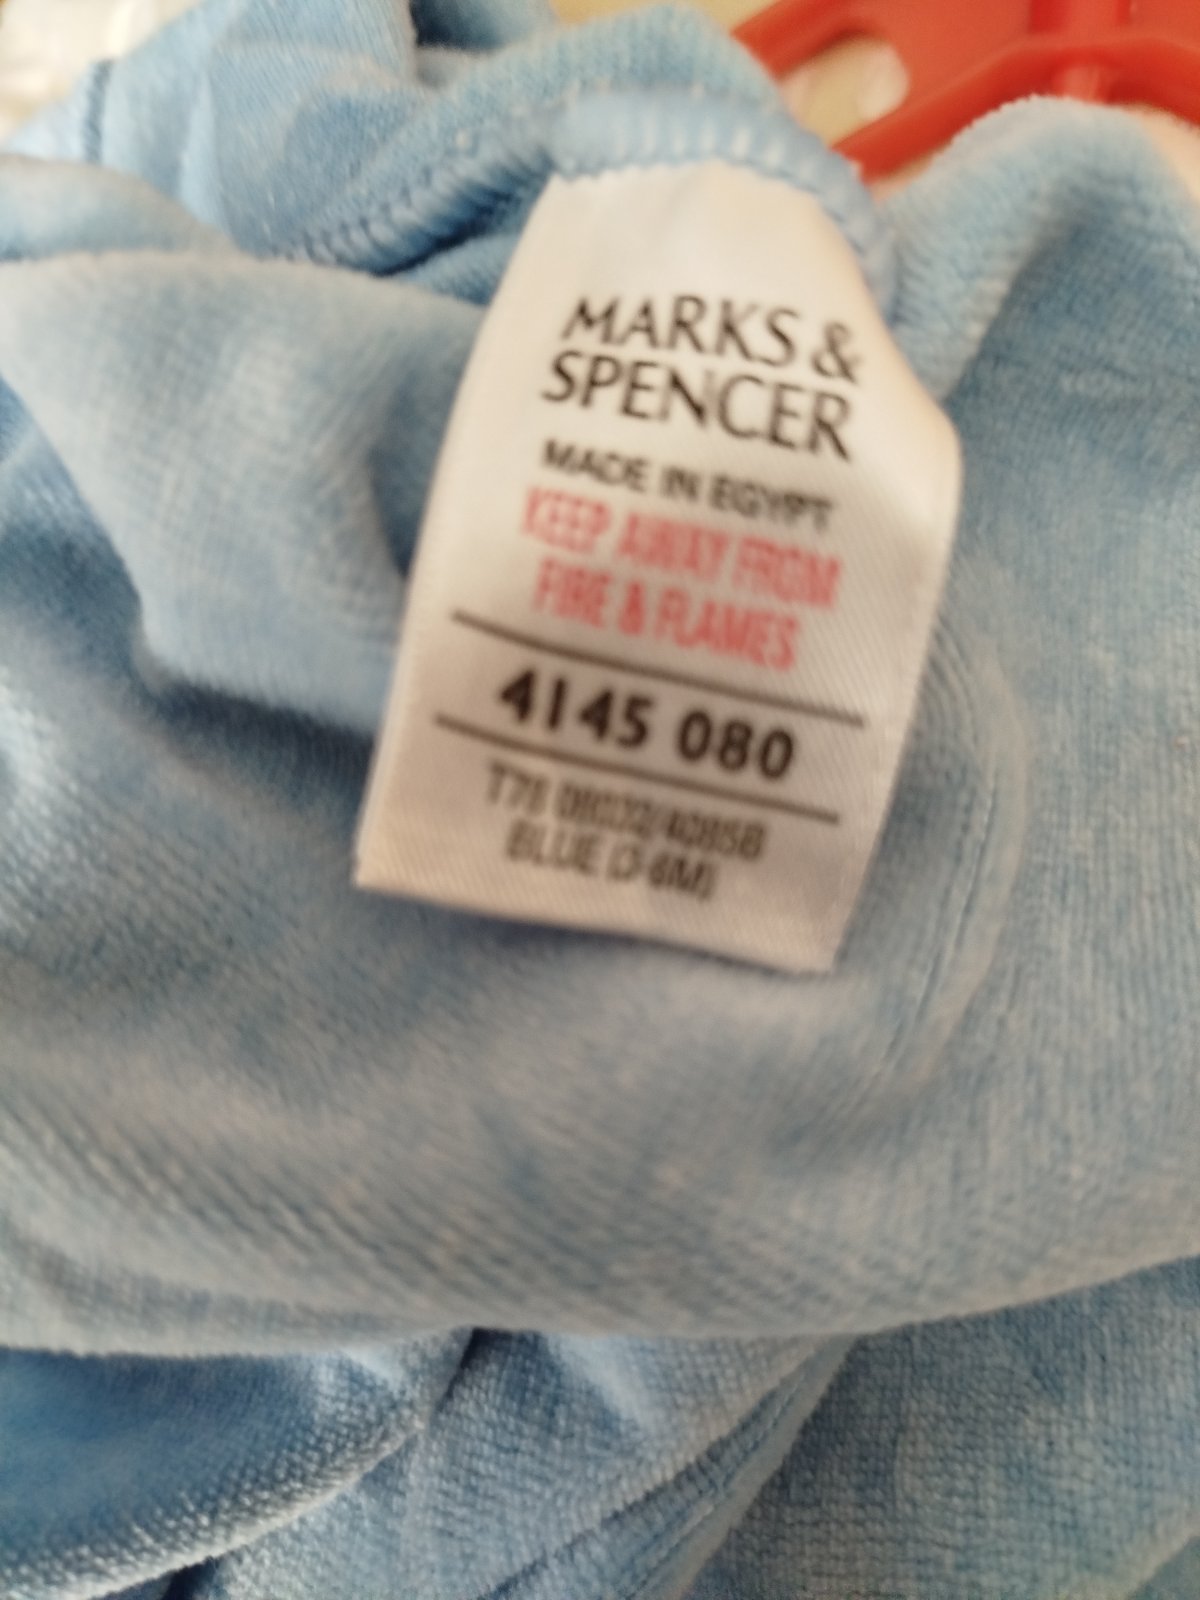 MARKS &
SPENCER
MADE IN EGYPT
KEEP AWAY FROM
FIRE & FLAMES
4145 080
BLUE